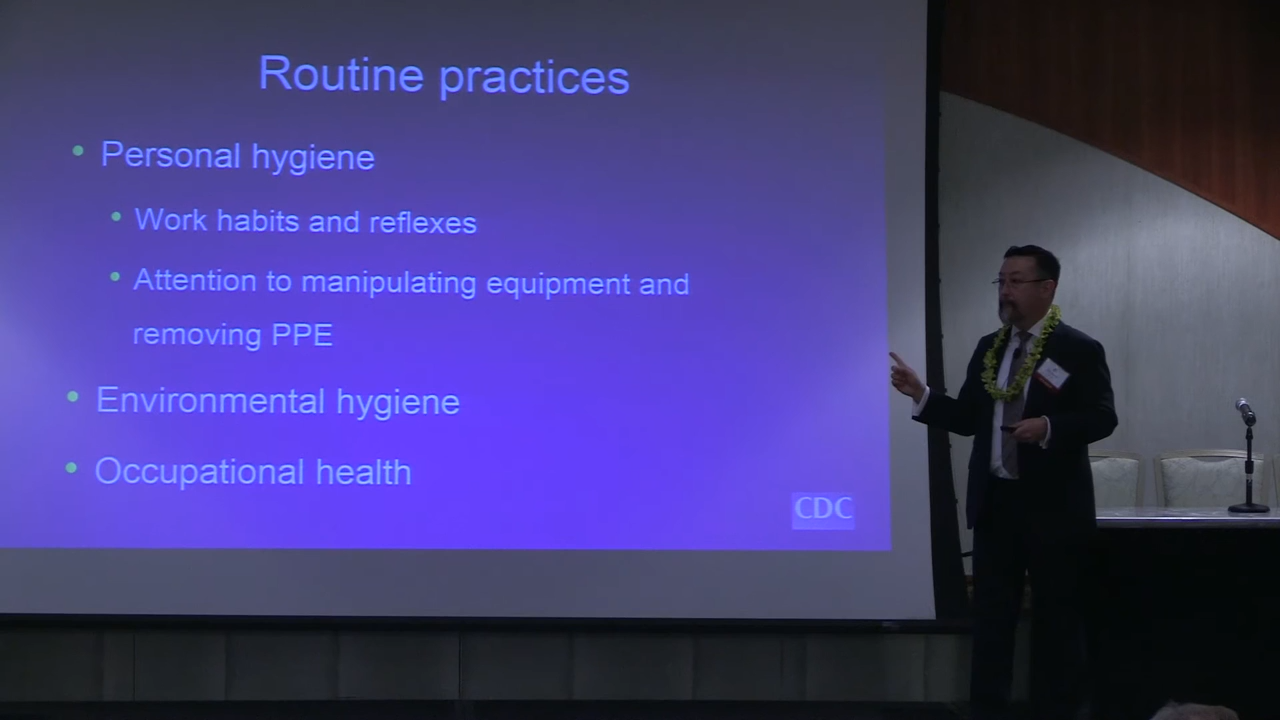 Routine practices
• Personal hygiene
• Work habits and reflexes
• Attention to manipulating equipment and
removing PPE
• Environmental hygiene
• Occupational health
CDC